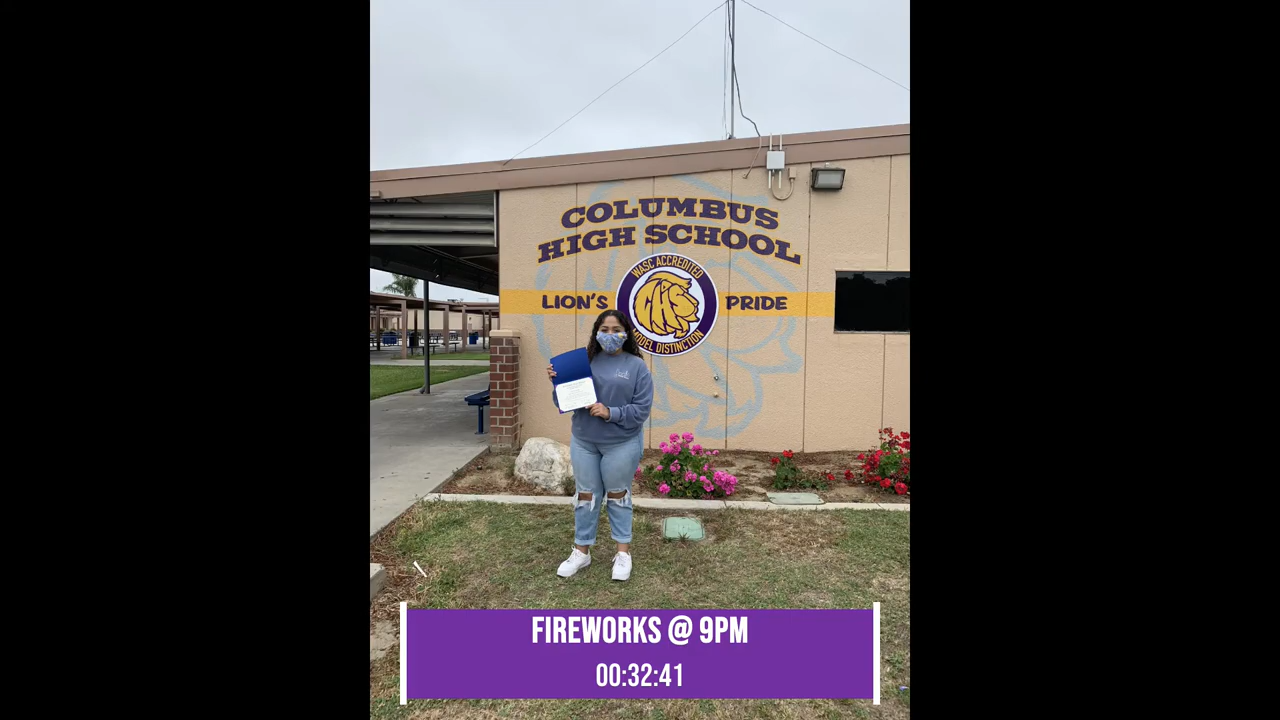 COLUMBUS
HIGH SCHOOL
WASC ACCREDITED
LION'S
PRIDE
MODEL DISTINCTION
FIREWORKS @ 9PM
00:32:41